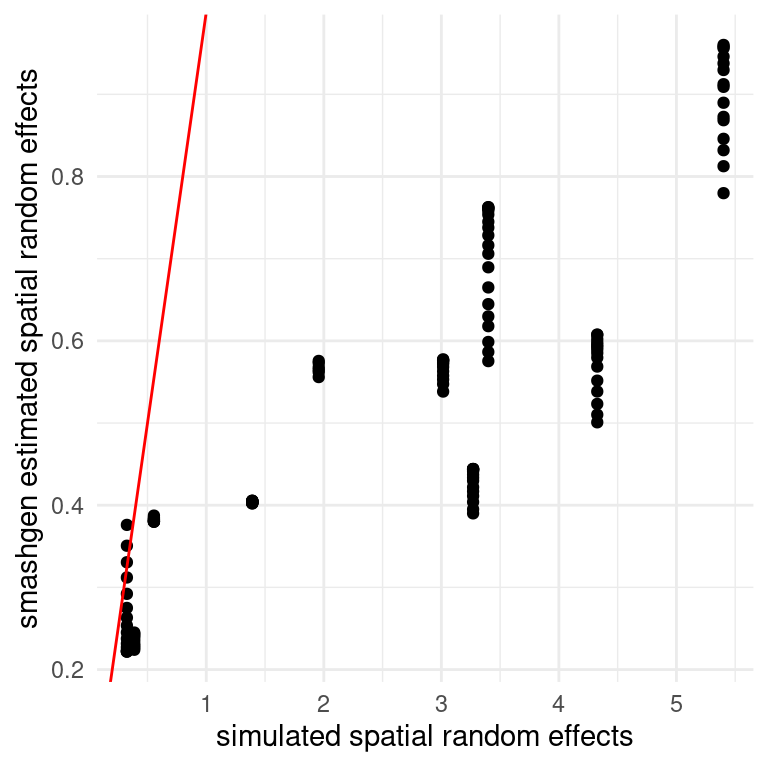 smashgen estimated spatial random effects
0.8
0.6
0.4
0.2
1 2 3 4 5
simulated spatial random effects